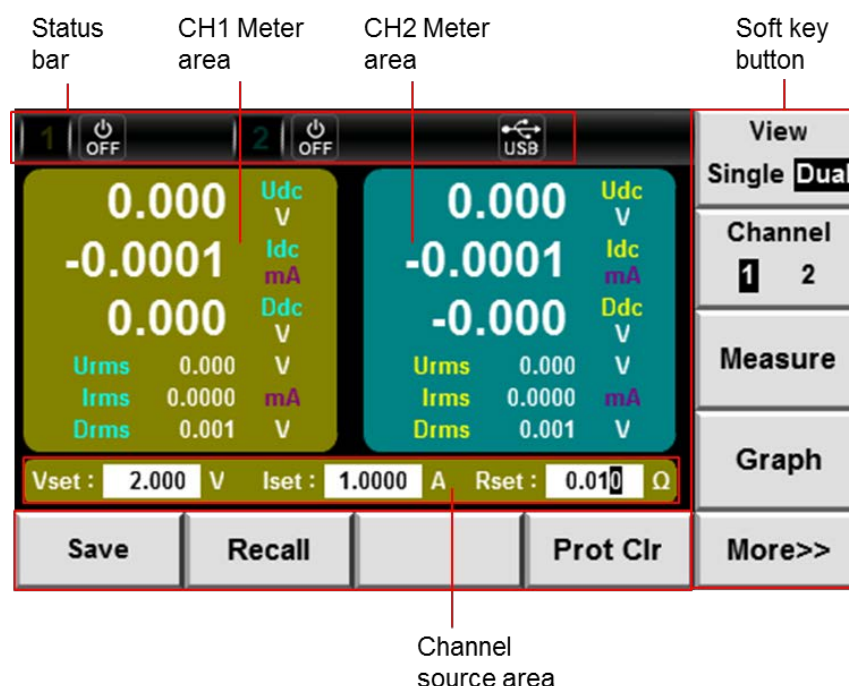 Status bar
CH1 Meter area
CH2 Meter area
Soft key button
1 OFF 2 OFF USB
View
Single Dual
Channel
1 2
Measure
Graph
More>>
0.000 Udc V
-0.0001 Idc mA
0.000 Ddc V
Urms 0.000 V
Irms 0.0000 mA
Drms 0.001 V
0.000 Udc V
-0.0001 Idc mA
-0.000 Ddc V
Urms 0.000 V
Irms 0.0000 mA
Drms 0.001 V
Vset : 2.000 V Iset : 1.0000 A Rset : 0.010 Ω
Save Recall Prot Clr
Channel source area